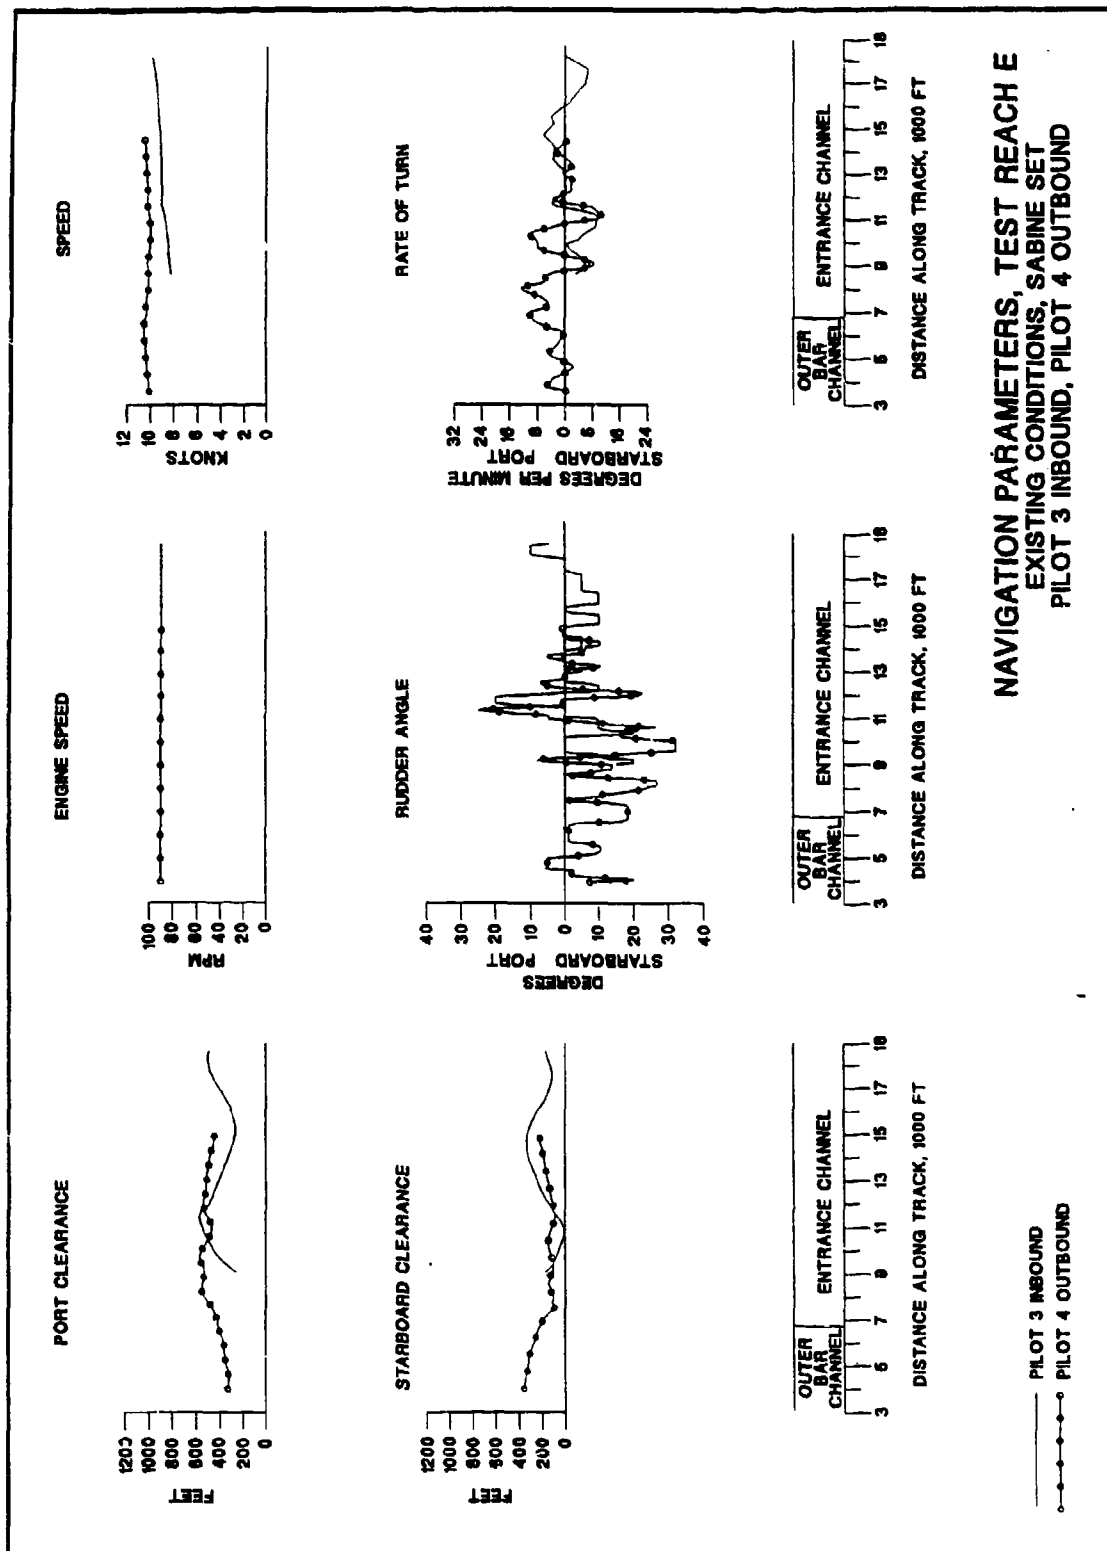 PORT CLEARANCE
FEET
1200
1000
800
600
400
200
0
STARBOARD CLEARANCE
FEET
1200
1000
800
600
400
200
0
OUTER BAR CHANNEL
ENTRANCE CHANNEL
3 5 7 9 11 13 15 17 18
DISTANCE ALONG TRACK, 1000 FT
ENGINE SPEED
RPM
100
80
60
40
20
0
RUDDER ANGLE
DEGREES
STARBOARD PORT
40
30
20
10
0
10
20
30
40
OUTER BAR CHANNEL
ENTRANCE CHANNEL
3 5 7 9 11 13 15 17 18
DISTANCE ALONG TRACK, 1000 FT
SPEED
KNOTS
12
10
8
6
4
2
0
RATE OF TURN
DEGREES PER MINUTE
STARBOARD PORT
32
24
16
8
0
8
16
24
OUTER BAR CHANNEL
ENTRANCE CHANNEL
3 5 7 9 11 13 15 17 18
DISTANCE ALONG TRACK, 1000 FT
PILOT 3 INBOUND
PILOT 4 OUTBOUND
NAVIGATION PARAMETERS, TEST REACH E
EXISTING CONDITIONS, SABINE SET
PILOT 3 INBOUND, PILOT 4 OUTBOUND